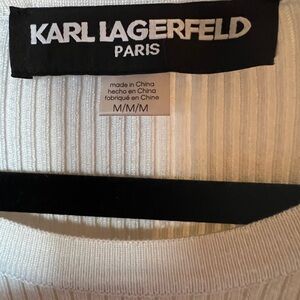 KARL LAGERFELD
PARIS
made in China
hecho en China
fabriqué en Chine
M/M/M